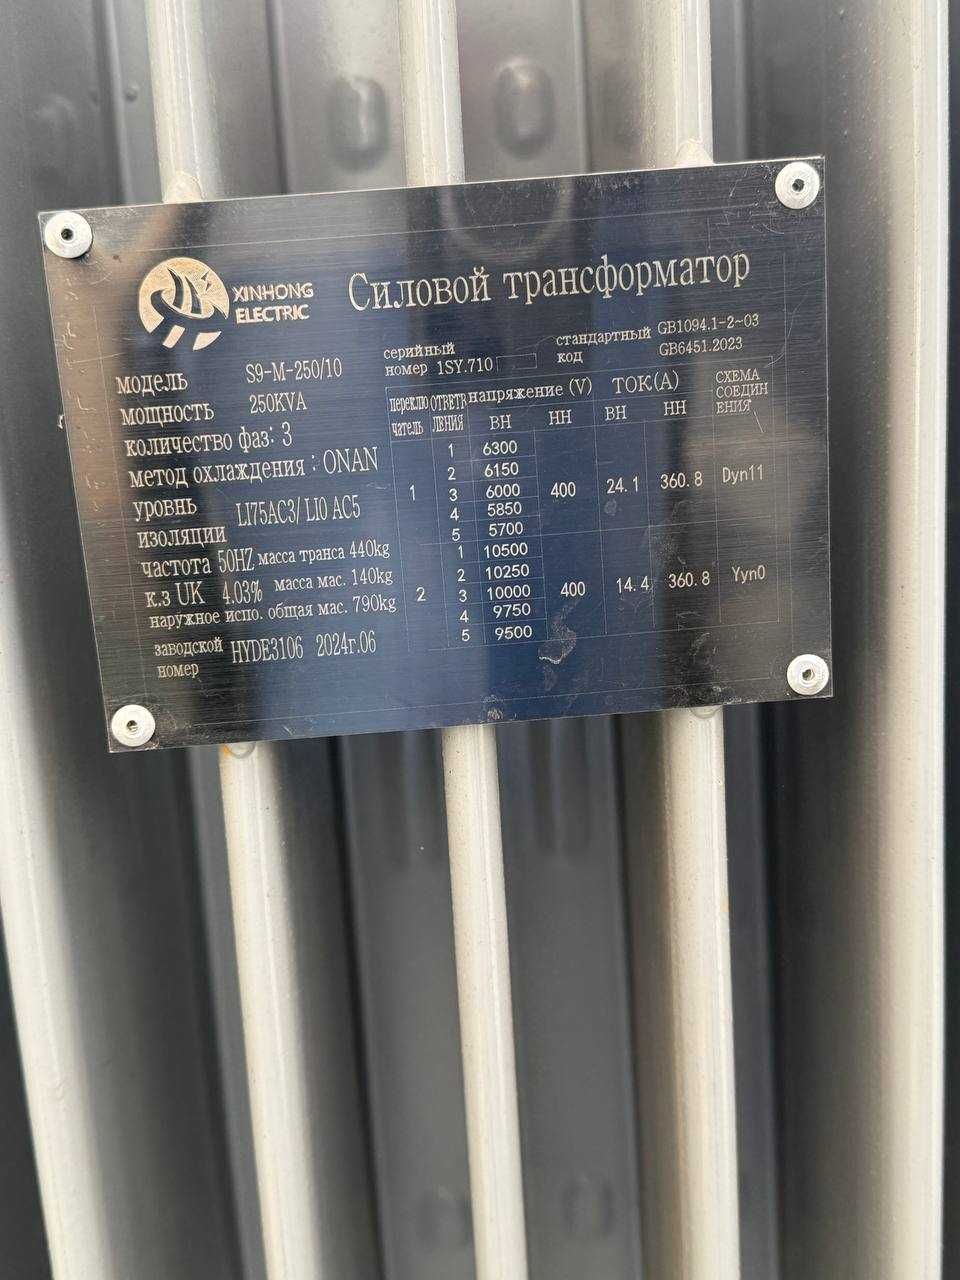 XINHONG
ELECTRIC
Силовой трансформатор
модель S9-M-250/10
мощность 250KVA
количество фаз: 3
метод охлаждения : ONAN
уровнь
изоляции LI75AC3/ LI0 AC5
частота 50HZ масса транса 440kg
к.з UK 4.03% масса мас. 140kg
наружное испо. общая мас. 790kg
заводской
номер HYDE3106 2024г.06
серийный
номер 1SY.710
стандартный
код
GB1094.1-2~03
GB6451.2023
переклю
чатель
ОТВЕТВ
ЛЕНИЯ
напряжение (V) ТОК(A)
СХЕМА
СОЕДИН
ЕНИЯ
ВН НН ВН НН
1 6300
2 6150
1 3 6000 400 24.1 360.8 Dyn11
4 5850
5 5700
1 10500
2 10250
2 3 10000 400 14.4 360.8 Yyn0
4 9750
5 9500